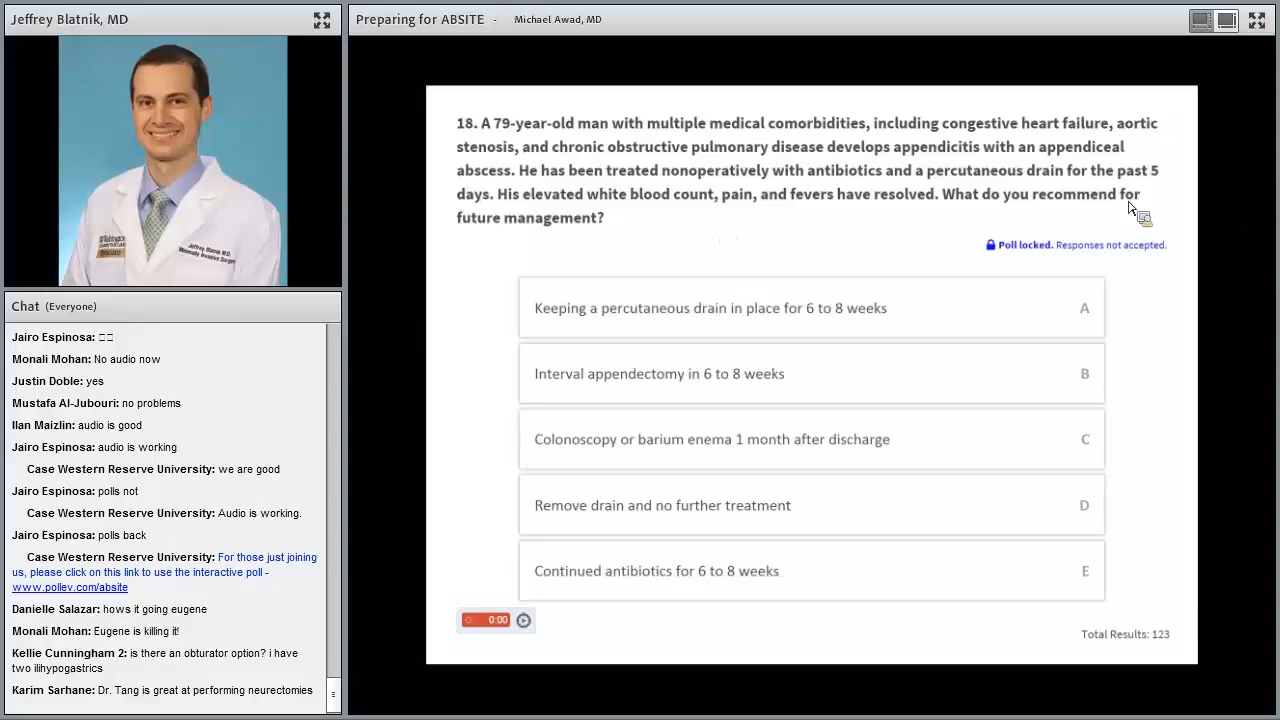 Jeffrey Blatnik, MD
Preparing for ABSITE - Michael Awad, MD
18. A 79-year-old man with multiple medical comorbidities, including congestive heart failure, aortic
stenosis, and chronic obstructive pulmonary disease develops appendicitis with an appendiceal
abscess. He has been treated nonoperatively with antibiotics and a percutaneous drain for the past 5
days. His elevated white blood count, pain, and fevers have resolved. What do you recommend for
future management?
Poll locked. Responses not accepted.
Keeping a percutaneous drain in place for 6 to 8 weeks A
Interval appendectomy in 6 to 8 weeks B
Colonoscopy or barium enema 1 month after discharge C
Remove drain and no further treatment D
Continued antibiotics for 6 to 8 weeks E
0:00
Total Results: 123
Jeffrey Blatnik M.D.
Minimally Invasive Surgery
Chat (Everyone)
Jairo Espinosa:
Monali Mohan: No audio now
Justin Doble: yes
Mustafa Al-Jubouri: no problems
Ilan Maizlin: audio is good
Jairo Espinosa: audio is working
Case Western Reserve University: we are good
Jairo Espinosa: polls not
Case Western Reserve University: Audio is working.
Jairo Espinosa: polls back
Case Western Reserve University: For those just joining
us, please click on this link to use the interactive poll -
www.pollev.com/absite
Danielle Salazar: hows it going eugene
Monali Mohan: Eugene is killing it!
Kellie Cunningham 2: is there an obturator option? i have
two ilihypogastrics
Karim Sarhane: Dr. Tang is great at performing neurectomies